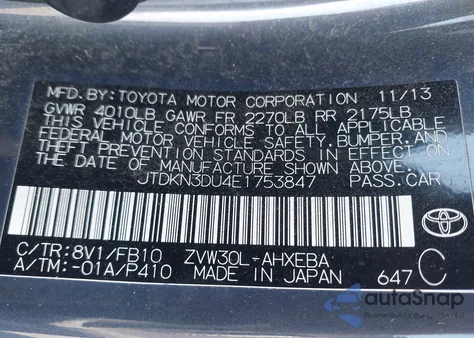 MFD.BY:TOYOTA MOTOR CORPORATION 11/13
GVWR 4010LB GAWR FR 2270LB RR 2175LB
THIS VEHICLE CONFORMS TO ALL APPLICABLE
FEDERAL MOTOR VEHICLE SAFETY,BUMPER,AND
THEFT PREVENTION STANDARDS IN EFFECT ON
THE DATE OF MANUFACTURE SHOWN ABOVE.
JTDKN3DU4E1753847 PASS.CAR
C/TR:8V1/FB10 ZVW30L-AHXEBA
A/TM:-01A/P410 MADE IN JAPAN 647 C
TOYOTA
autoSnap